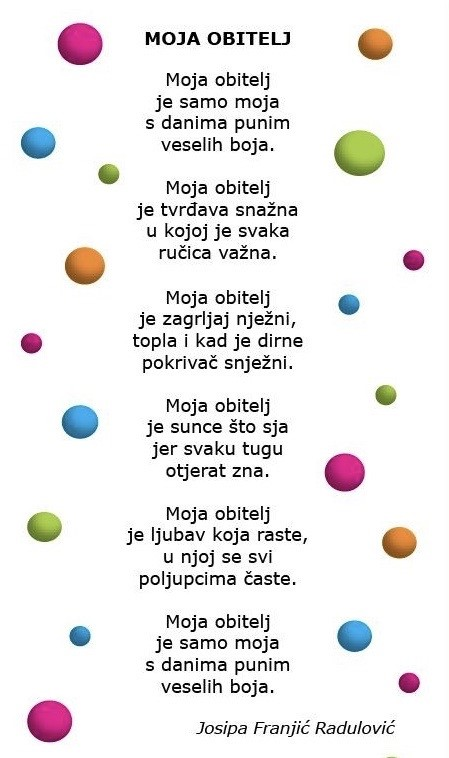 MOJA OBITELJ
Moja obitelj
je samo moja
s danima punim
veselih boja.
Moja obitelj
je tvrđava snažna
u kojoj je svaka
ručica važna.
Moja obitelj
je zagrljaj nježni,
topla i kad je dirne
pokrivač snježni.
Moja obitelj
je sunce što sja
jer svaku tugu
otjerat zna.
Moja obitelj
je ljubav koja raste,
u njoj se svi
poljupcima časte.
Moja obitelj
je samo moja
s danima punim
veselih boja.
Josipa Franjić Radulović